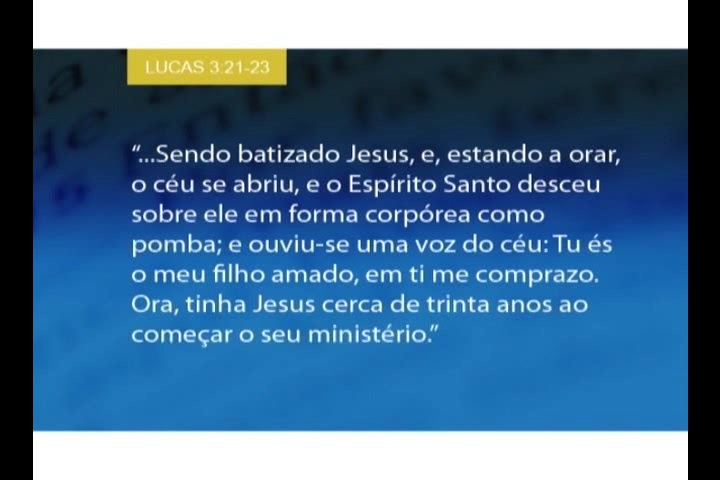 LUCAS 3:21-23
“...Sendo batizado Jesus, e, estando a orar,
o céu se abriu, e o Espírito Santo desceu
sobre ele em forma corpórea como
pomba; e ouviu-se uma voz do céu: Tu és
o meu filho amado, em ti me comprazo.
Ora, tinha Jesus cerca de trinta anos ao
começar o seu ministério.”